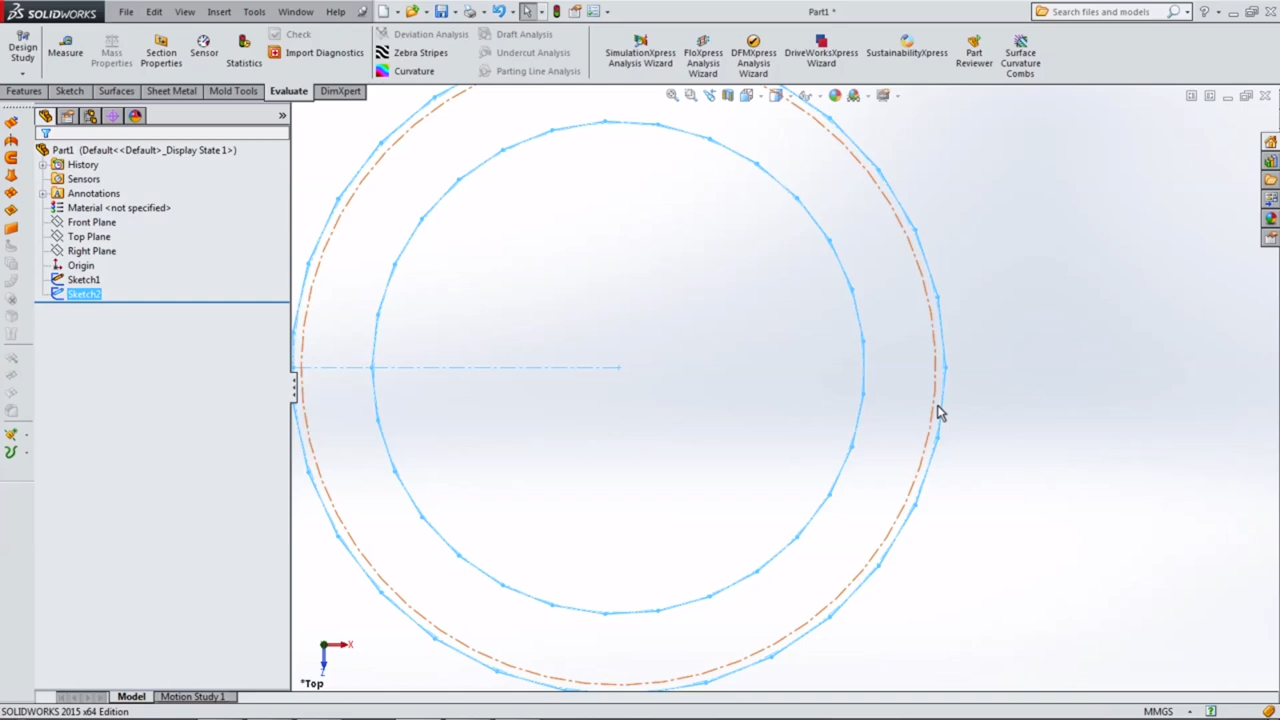 SOLIDWORKS File Edit View Insert Tools Window Help Part1 * Search files and models
Design Study Measure Mass Properties Section Properties Sensor Statistics Check Import Diagnostics Deviation Analysis Zebra Stripes Curvature Draft Analysis Undercut Analysis Parting Line Analysis SimulationXpress Analysis Wizard FloXpress Analysis Wizard DFMXpress Analysis Wizard DriveWorksXpress Wizard SustainabilityXpress Part Reviewer Surface Curvature Combs
Features Sketch Surfaces Sheet Metal Mold Tools Evaluate DimXpert
Part1 (Default<<Default>_Display State 1>)
History
Sensors
Annotations
Material <not specified>
Front Plane
Top Plane
Right Plane
Origin
Sketch1
Sketch2
X
Z
*Top
Model Motion Study 1
SOLIDWORKS 2015 x64 Edition MMGS